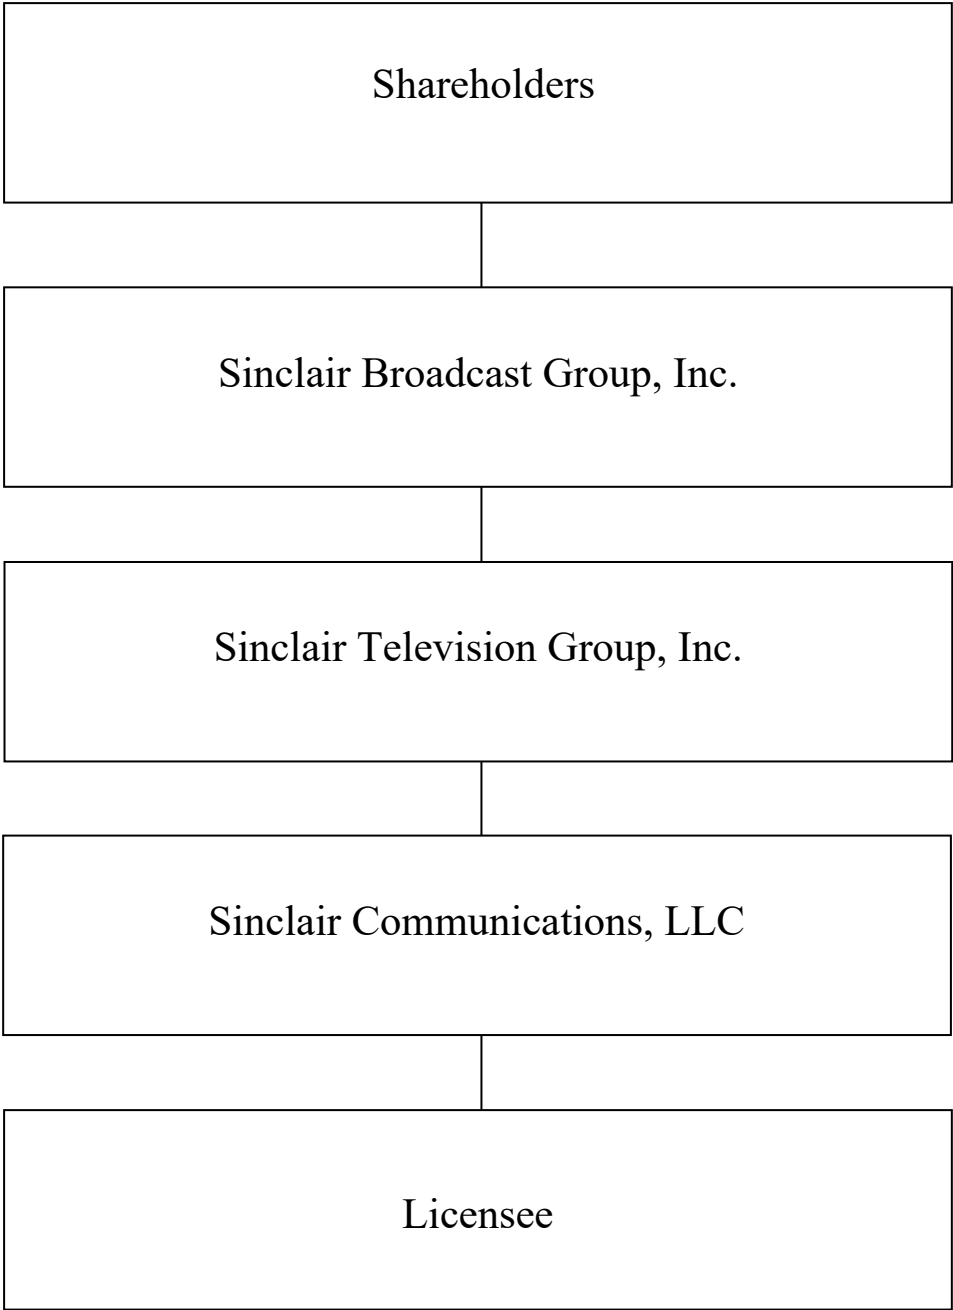 Shareholders
Sinclair Broadcast Group, Inc.
Sinclair Television Group, Inc.
Sinclair Communications, LLC
Licensee